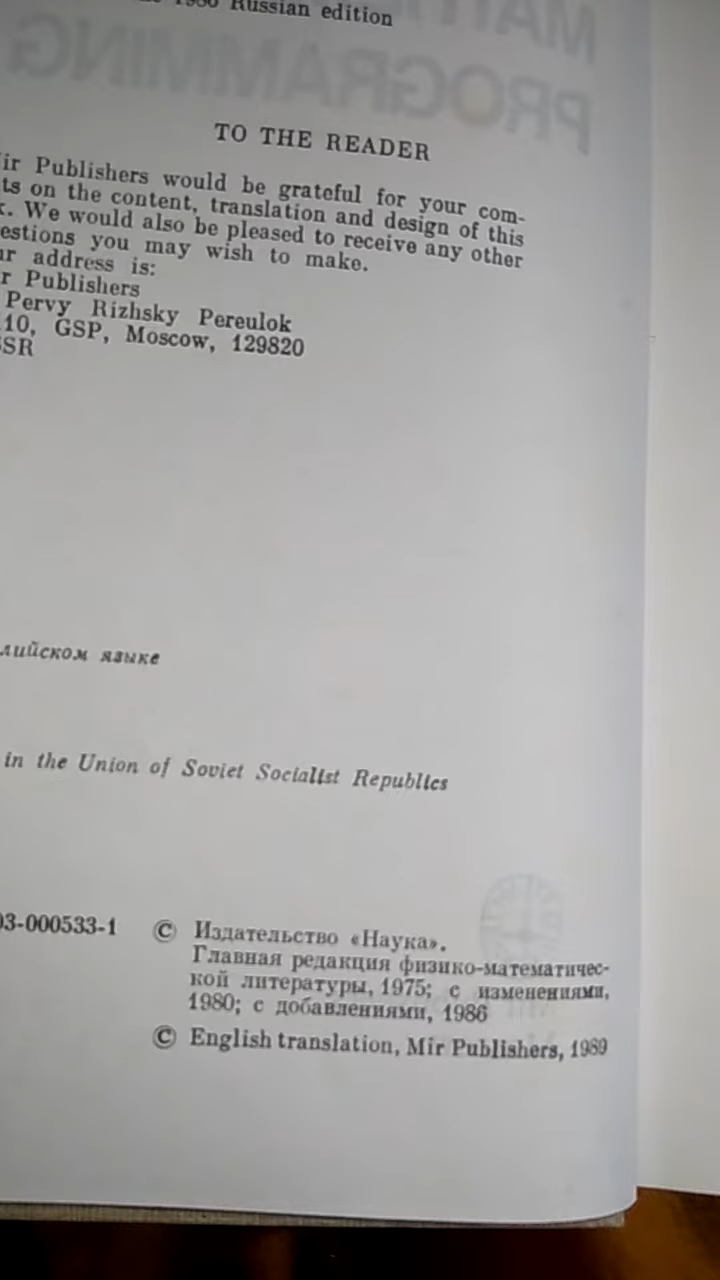 Russian edition
TO THE READER
ir Publishers would be grateful for your com-
ts on the content, translation and design of this
. We would also be pleased to receive any other
estions you may wish to make.
ur address is:
r Publishers
Pervy Rizhsky Pereulok
10, GSP, Moscow, 129820
SSR
лийском языке
in the Union of Soviet Socialist Republics
03-000533-1
© Издательство «Наука».
Главная редакция физико-математичес-
кой литературы, 1975; с изменениями,
1980; с добавлениями, 1986
© English translation, Mir Publishers, 1989